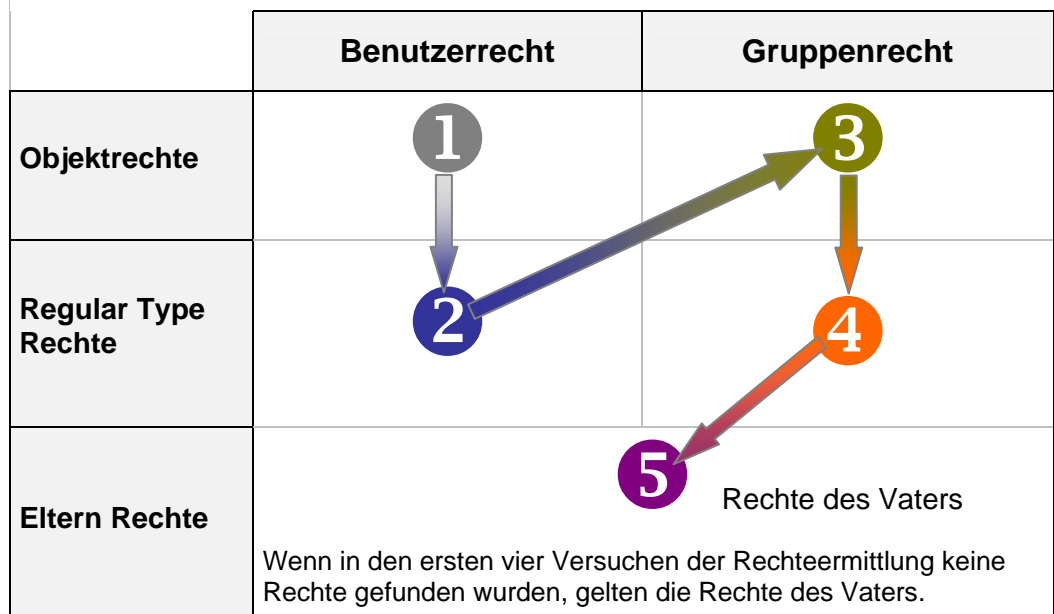 Benutzerrecht
Gruppenrecht
Objektrechte
1
3
Regular Type
Rechte
2
4
Eltern Rechte
5
Rechte des Vaters
Wenn in den ersten vier Versuchen der Rechteermittlung keine
Rechte gefunden wurden, gelten die Rechte des Vaters.